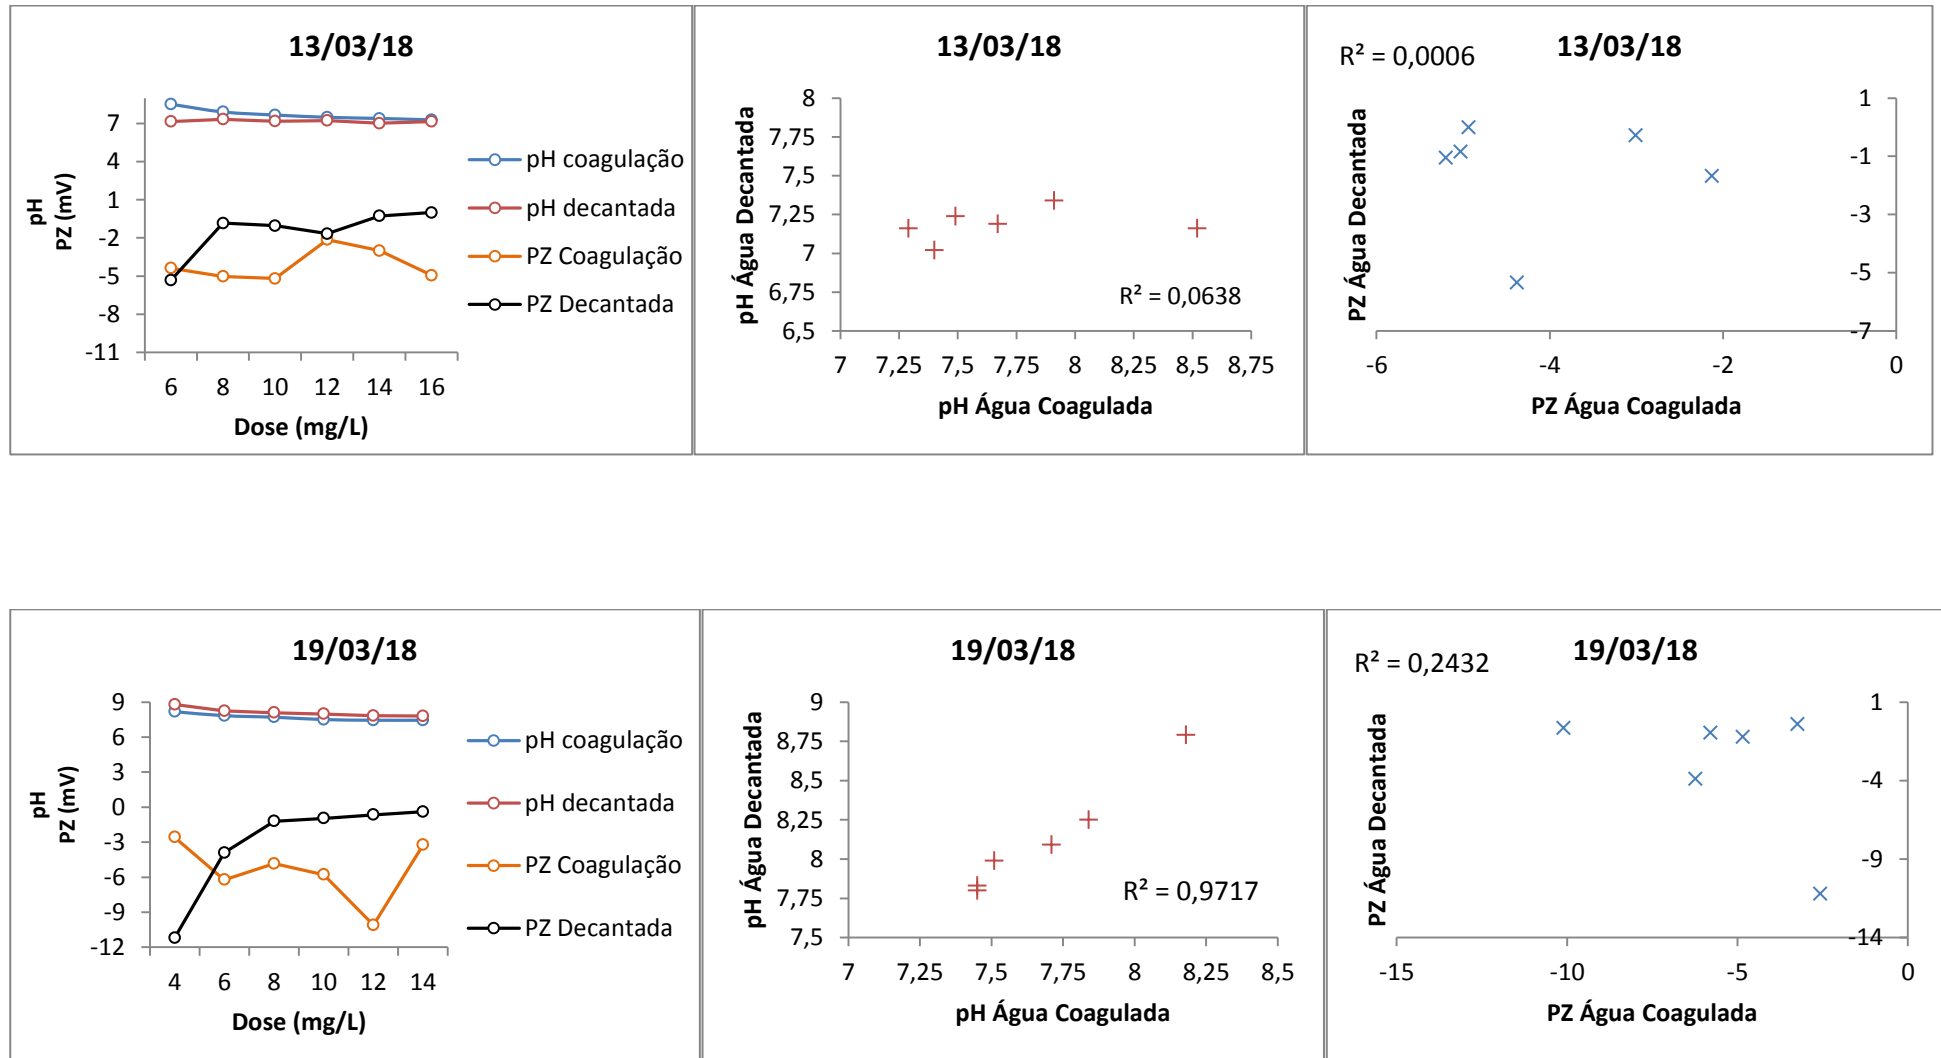 13/03/18
pH
PZ (mV)
7
4
1
-2
-5
-8
-11
6 8 10 12 14 16
Dose (mg/L)
pH coagulação
pH decantada
PZ Coagulação
PZ Decantada
13/03/18
pH Água Decantada
8
7,75
7,5
7,25
7
6,75
6,5
R² = 0,0638
7 7,25 7,5 7,75 8 8,25 8,5 8,75
pH Água Coagulada
R² = 0,0006
13/03/18
PZ Água Decantada
1
-1
-3
-5
-7
-6 -4 -2 0
PZ Água Coagulada
19/03/18
pH
PZ (mV)
9
6
3
0
-3
-6
-9
-12
4 6 8 10 12 14
Dose (mg/L)
pH coagulação
pH decantada
PZ Coagulação
PZ Decantada
19/03/18
pH Água Decantada
9
8,75
8,5
8,25
8
7,75
7,5
R² = 0,9717
7 7,25 7,5 7,75 8 8,25 8,5
pH Água Coagulada
R² = 0,2432
19/03/18
PZ Água Decantada
1
-4
-9
-14
-15 -10 -5 0
PZ Água Coagulada